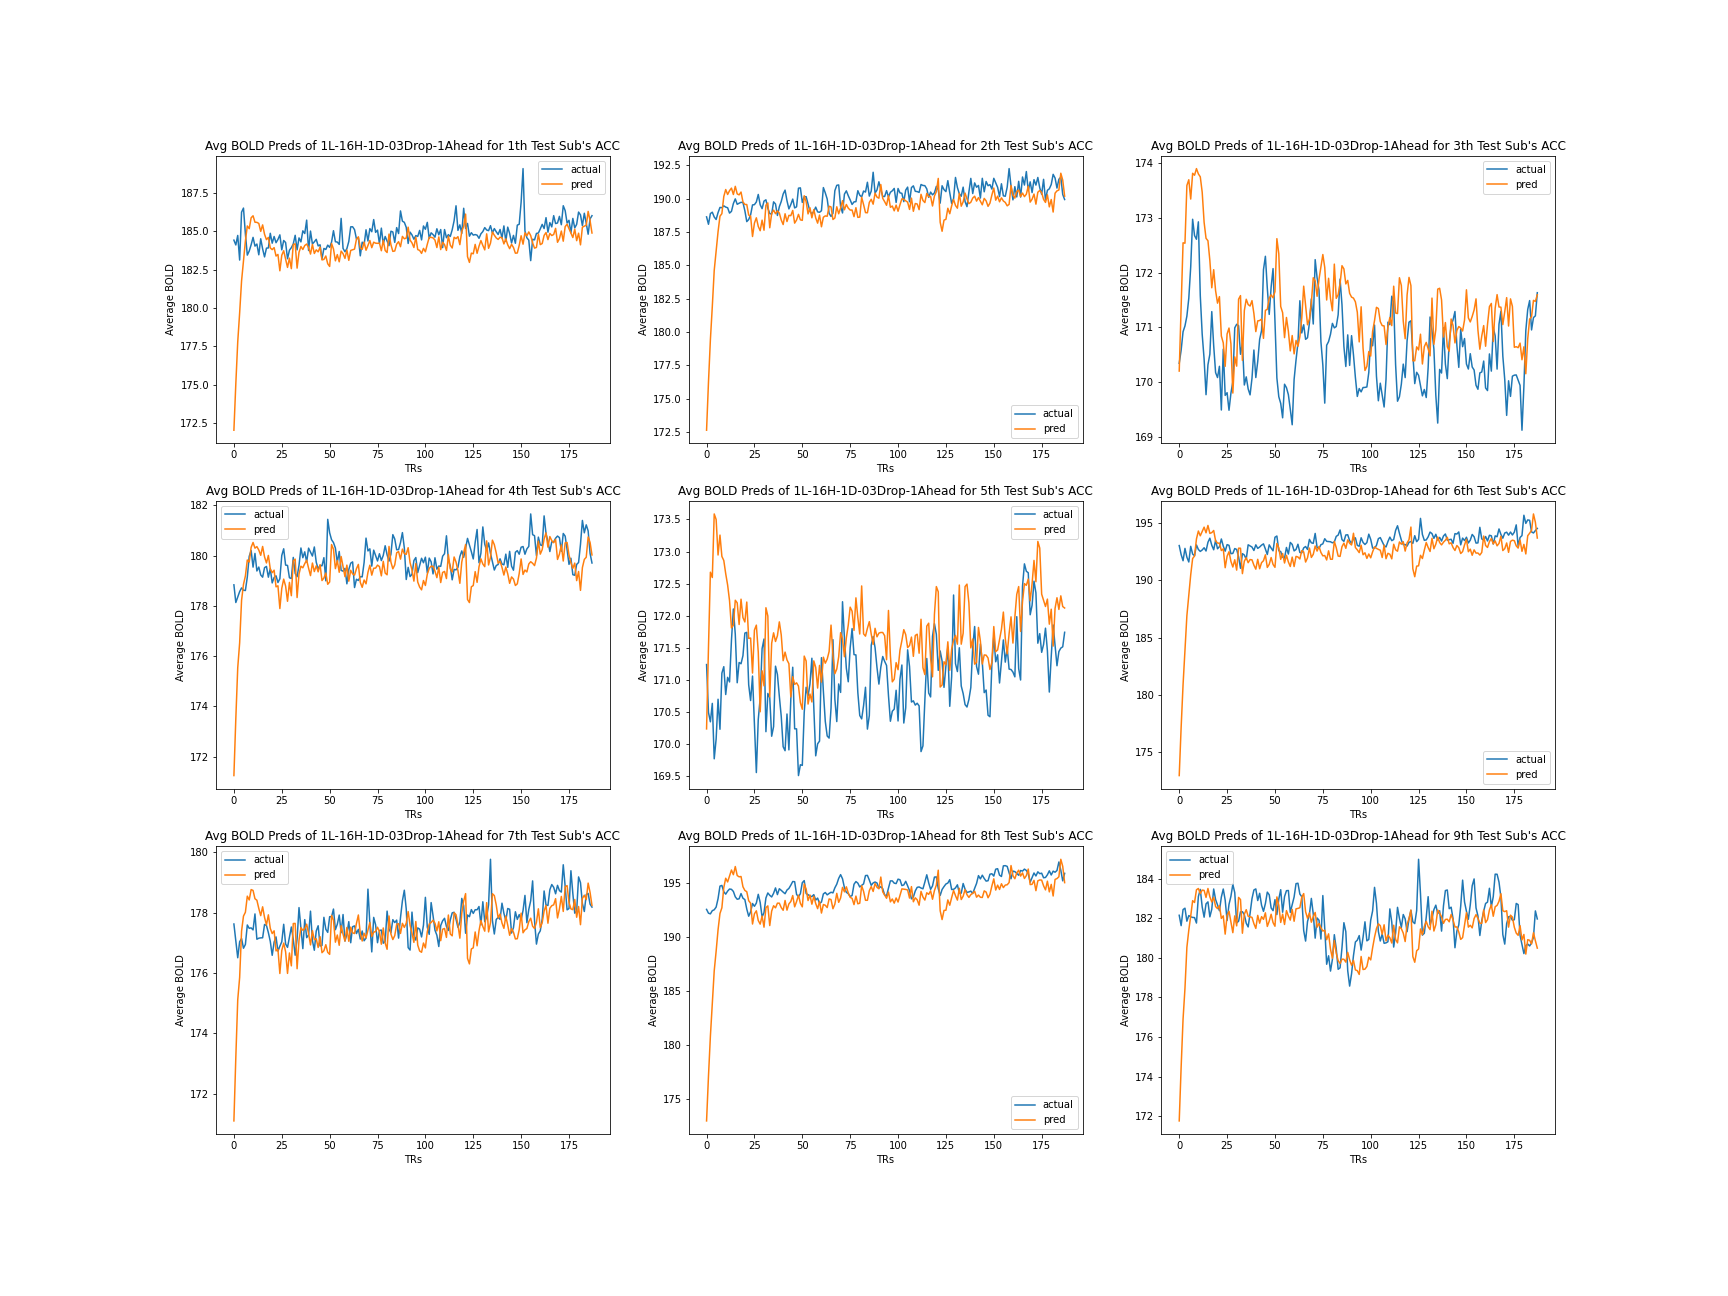 Avg BOLD Preds of 1L-16H-1D-03Drop-1Ahead for 1th Test Sub's ACC
Average BOLD
187.5
185.0
182.5
180.0
177.5
175.0
172.5
actual
pred
0 25 50 75 100 125 150 175
TRs
Avg BOLD Preds of 1L-16H-1D-03Drop-1Ahead for 2th Test Sub's ACC
Average BOLD
192.5
190.0
187.5
185.0
182.5
180.0
177.5
175.0
172.5
actual
pred
0 25 50 75 100 125 150 175
TRs
Avg BOLD Preds of 1L-16H-1D-03Drop-1Ahead for 3th Test Sub's ACC
Average BOLD
174
173
172
171
170
169
actual
pred
0 25 50 75 100 125 150 175
TRs
Avg BOLD Preds of 1L-16H-1D-03Drop-1Ahead for 4th Test Sub's ACC
Average BOLD
182
180
178
176
174
172
actual
pred
0 25 50 75 100 125 150 175
TRs
Avg BOLD Preds of 1L-16H-1D-03Drop-1Ahead for 5th Test Sub's ACC
Average BOLD
173.5
173.0
172.5
172.0
171.5
171.0
170.5
170.0
169.5
actual
pred
0 25 50 75 100 125 150 175
TRs
Avg BOLD Preds of 1L-16H-1D-03Drop-1Ahead for 6th Test Sub's ACC
Average BOLD
195
190
185
180
175
actual
pred
0 25 50 75 100 125 150 175
TRs
Avg BOLD Preds of 1L-16H-1D-03Drop-1Ahead for 7th Test Sub's ACC
Average BOLD
180
178
176
174
172
actual
pred
0 25 50 75 100 125 150 175
TRs
Avg BOLD Preds of 1L-16H-1D-03Drop-1Ahead for 8th Test Sub's ACC
Average BOLD
195
190
185
180
175
actual
pred
0 25 50 75 100 125 150 175
TRs
Avg BOLD Preds of 1L-16H-1D-03Drop-1Ahead for 9th Test Sub's ACC
Average BOLD
184
182
180
178
176
174
172
actual
pred
0 25 50 75 100 125 150 175
TRs